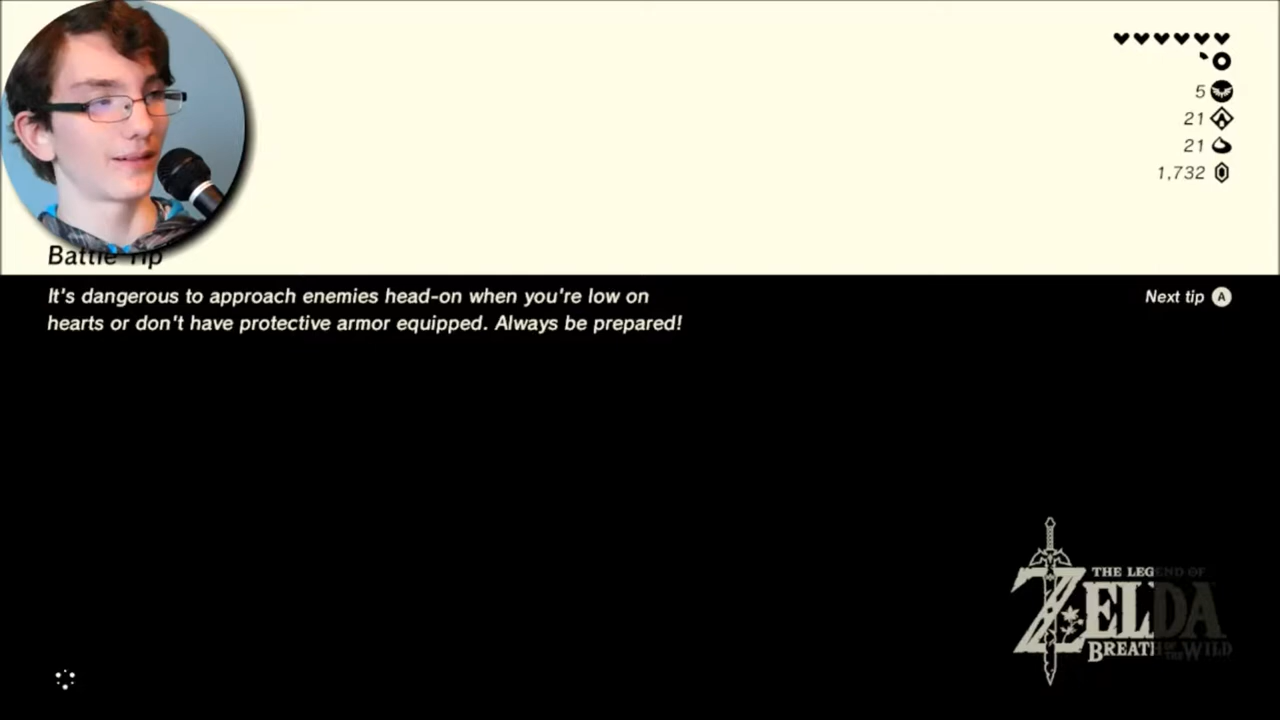 5
21
21
1,732
Battle Tip
It's dangerous to approach enemies head-on when you're low on
hearts or don't have protective armor equipped. Always be prepared!
Next tip A
THE LEGEND OF
ZELDA
BREATH OF THE WILD